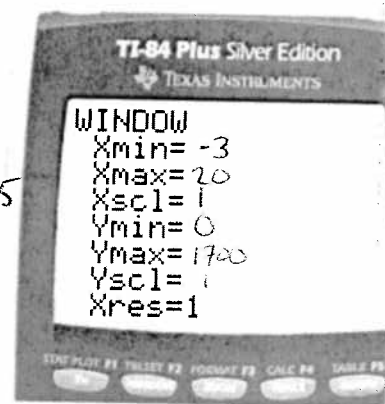 TI-84 Plus Silver Edition
TEXAS INSTRUMENTS
WINDOW
Xmin= -3
Xmax= 20
5
Xscl= 1
Ymin= 0
Ymax= 1700
Yscl= 1
Xres=1
STAT PLOT F1 TBLSET F2 FORMAT F3 CALC F4 TABLE F5